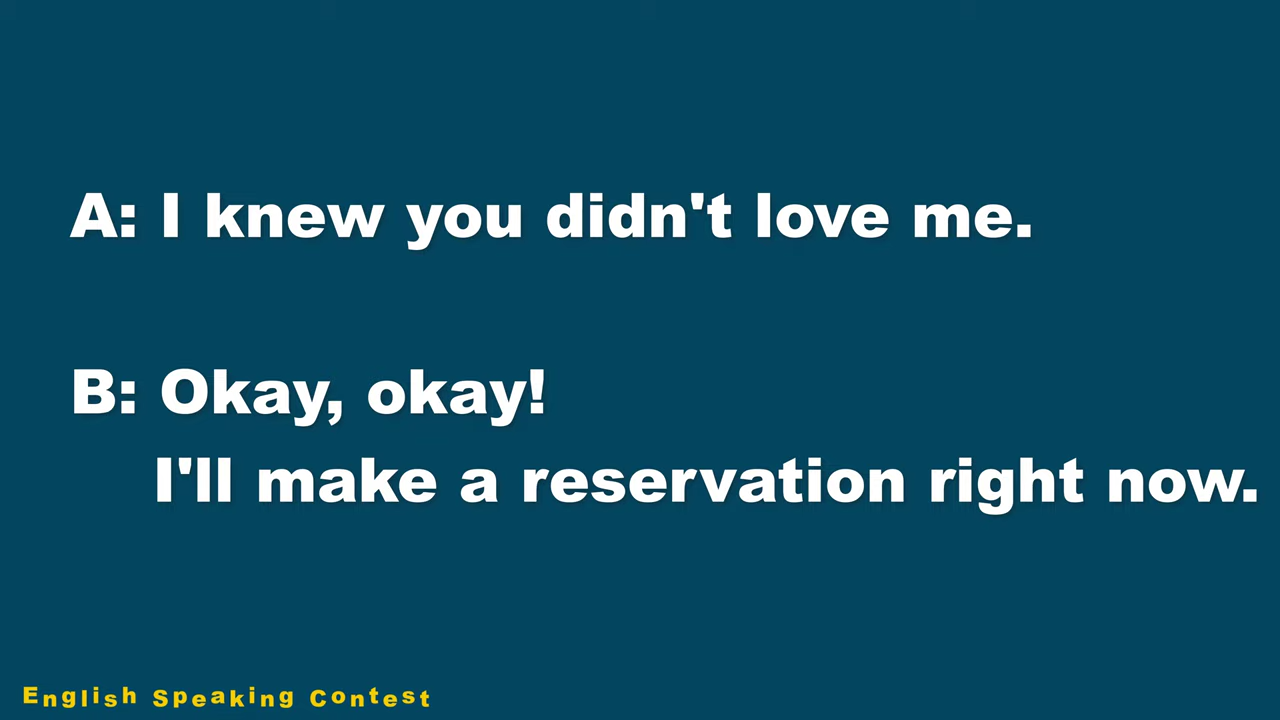 A: I knew you didn't love me.
B: Okay, okay!
I'll make a reservation right now.
English Speaking Contest